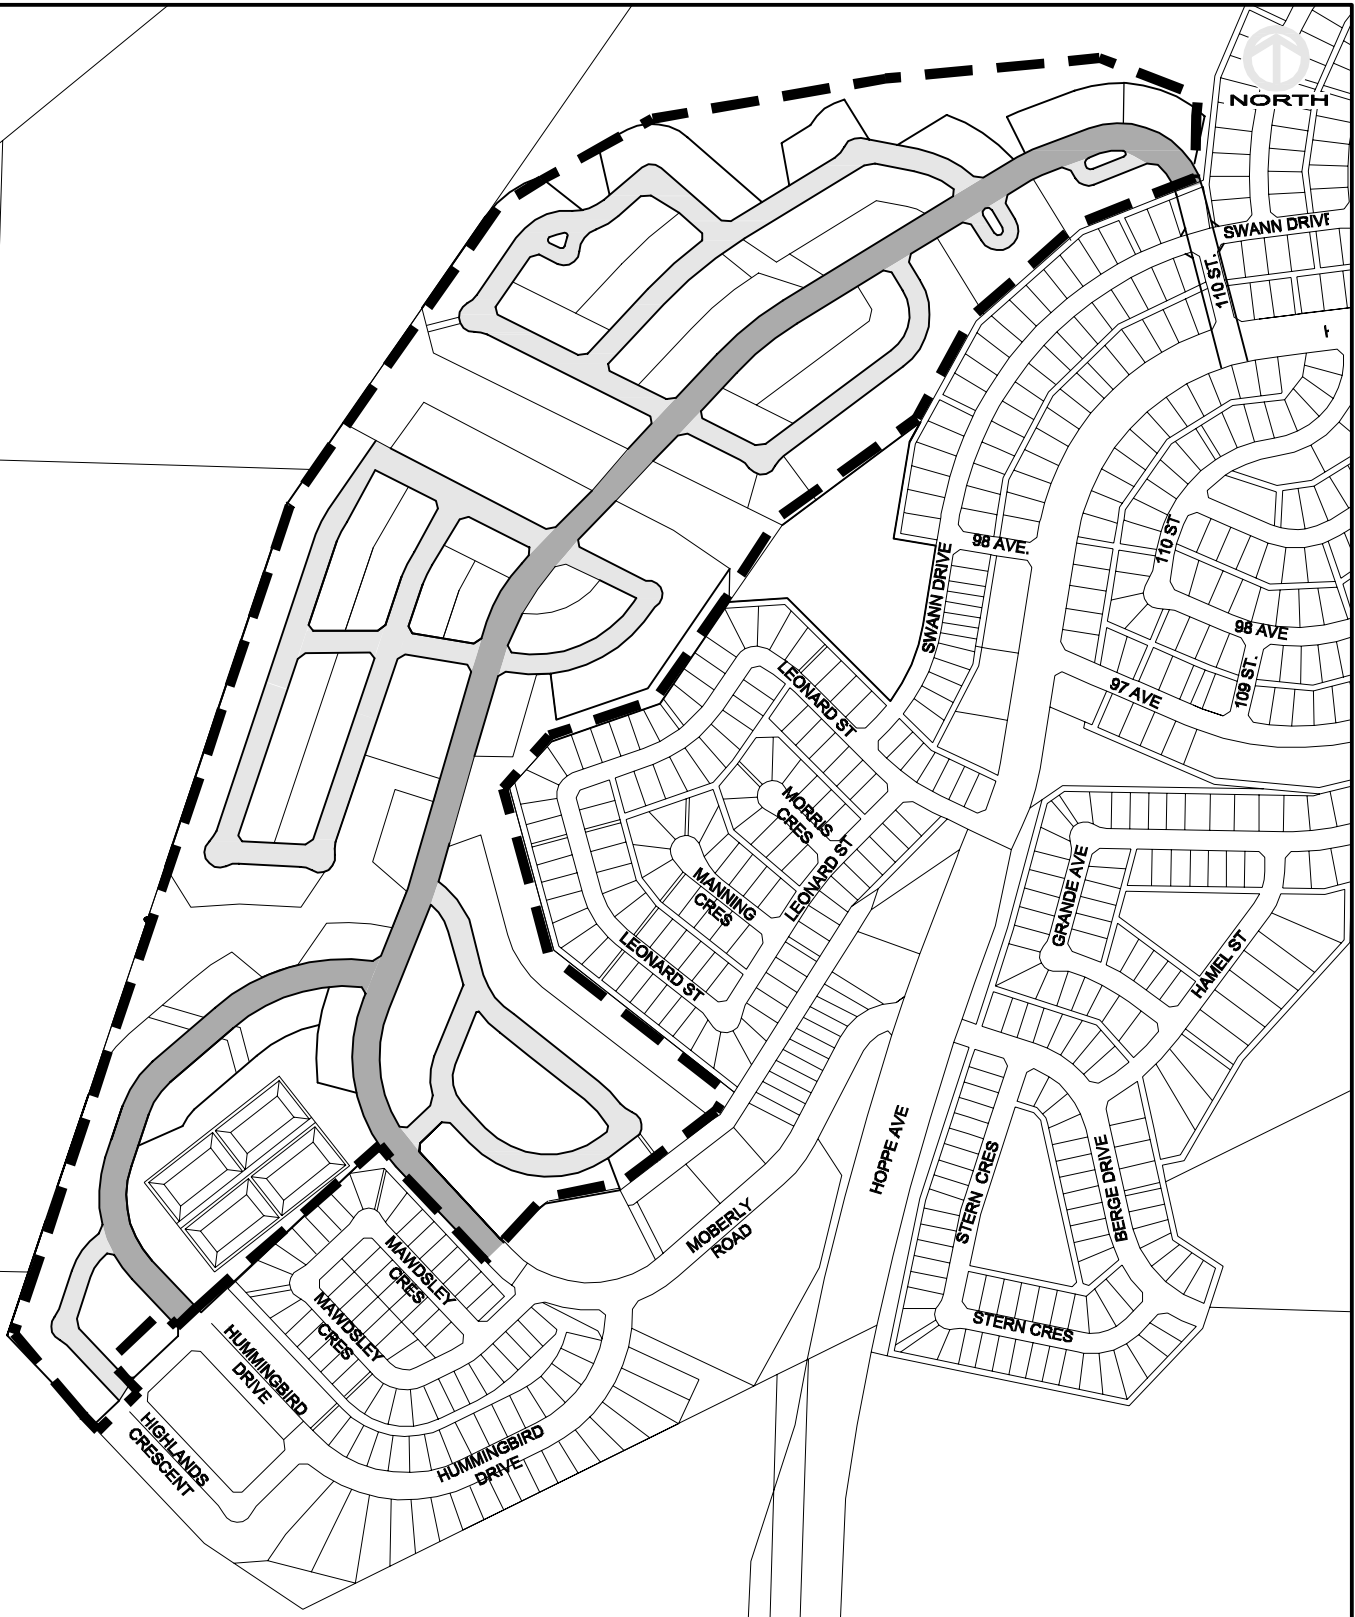 NORTH
SWANN DRIVE
110 ST.
98 AVE.
110 ST
SWANN DRIVE
98 AVE
109 ST.
97 AVE
LEONARD ST
MORRIS
CRES
LEONARD ST
MANNING
CRES
LEONARD ST
GRANDE AVE
HAMEL ST
HOPPE AVE
STERN CRES
BERGE DRIVE
MOBERLY
ROAD
MAWDSLEY
CRES
MAWDSLEY
CRES
STERN CRES
HUMMINGBIRD
DRIVE
HIGHLANDS
CRESCENT
HUMMINGBIRD
DRIVE